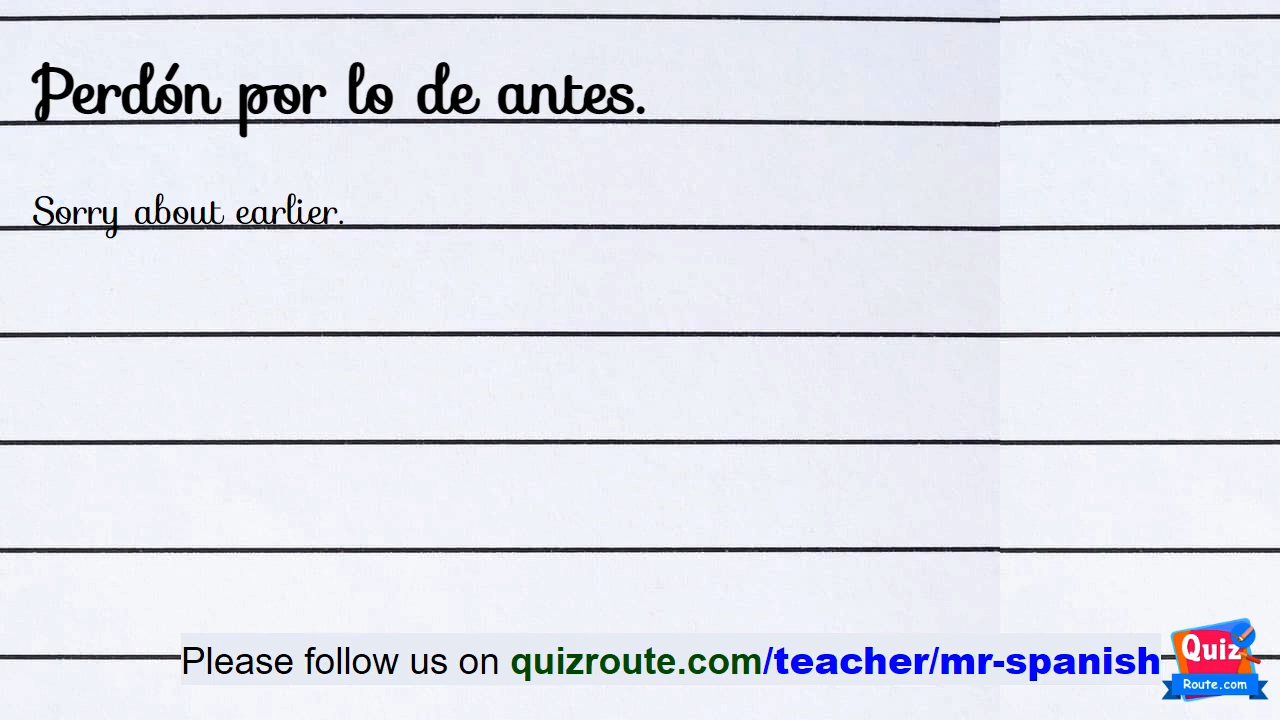 Perdón por lo de antes.
Sorry about earlier.
Please follow us on quizroute.com/teacher/mr-spanish
Quiz
Route.com